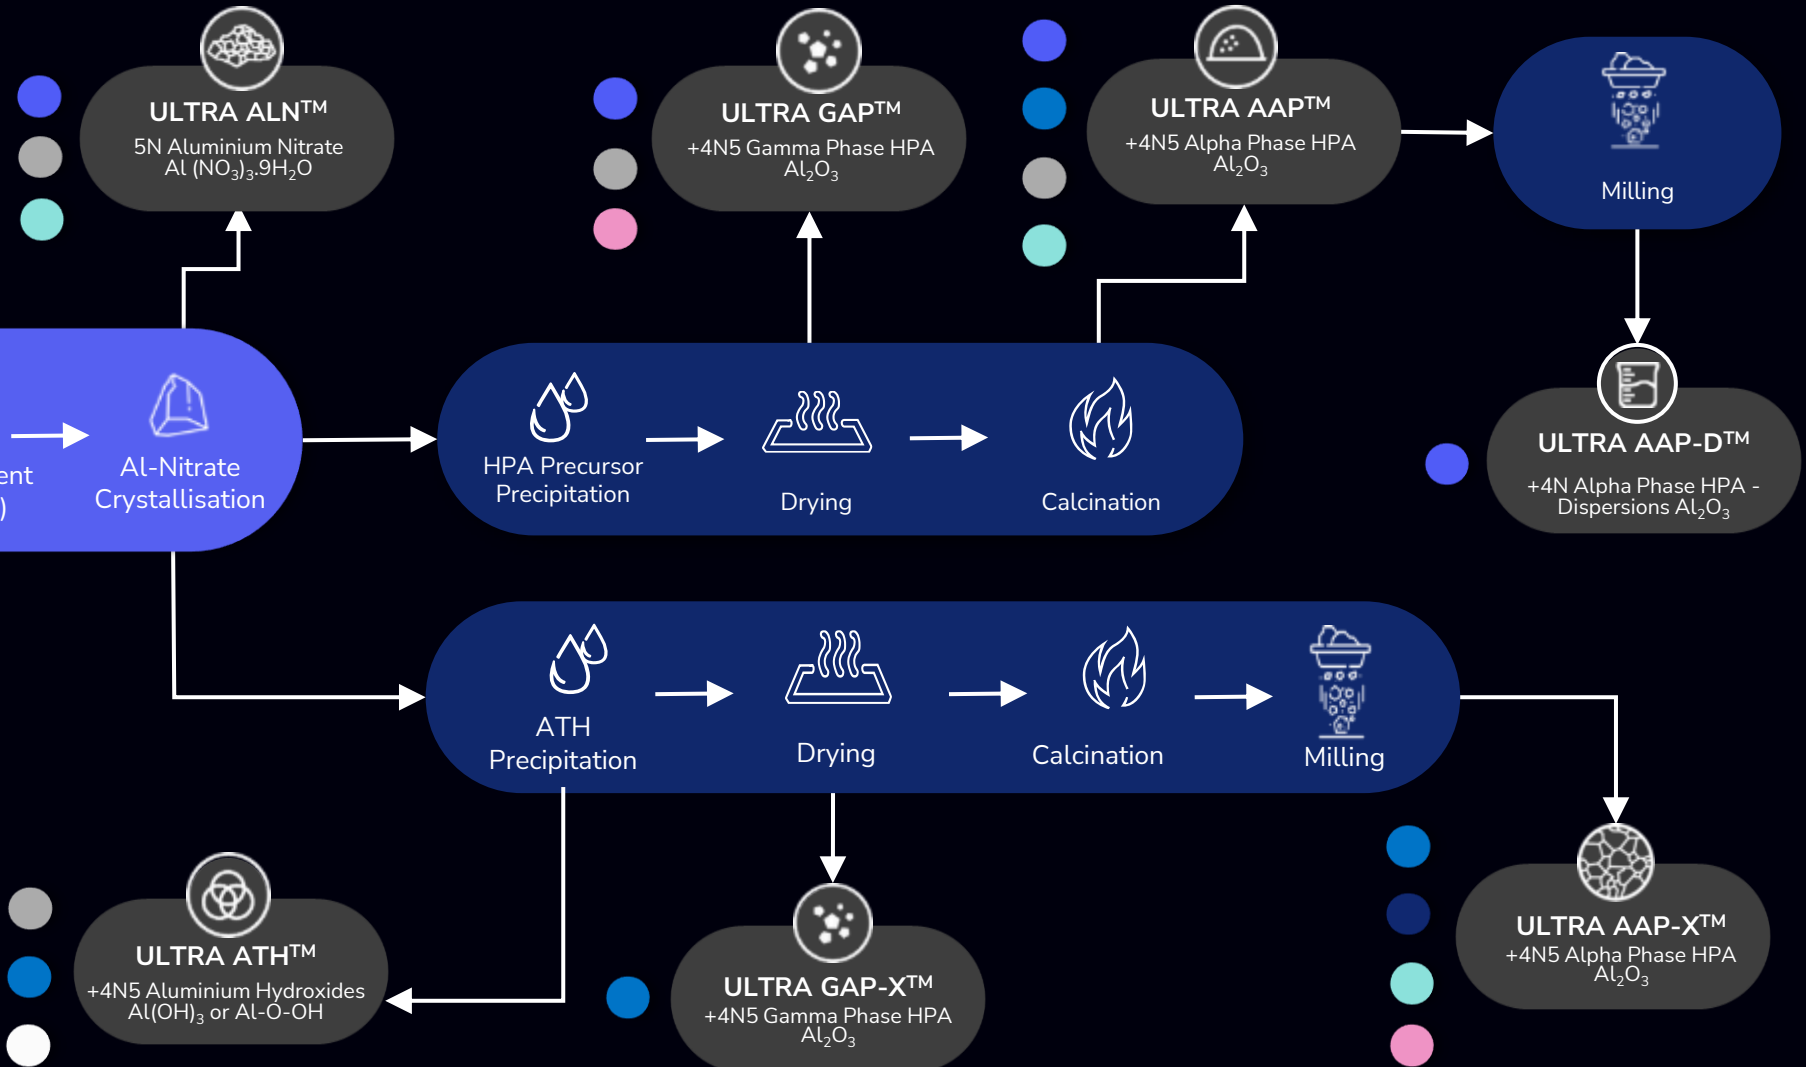 ULTRA ALN™
5N Aluminium Nitrate
Al (NO₃)₃.9H₂O
ULTRA GAP™
+4N5 Gamma Phase HPA
Al₂O₃
ULTRA AAP™
+4N5 Alpha Phase HPA
Al₂O₃
Milling
ent
)
Al-Nitrate
Crystallisation
HPA Precursor
Precipitation
Drying
Calcination
ULTRA AAP-D™
+4N Alpha Phase HPA -
Dispersions Al₂O₃
ATH
Precipitation
Drying
Calcination
Milling
ULTRA ATH™
+4N5 Aluminium Hydroxides
Al(OH)₃ or Al-O-OH
ULTRA GAP-X™
+4N5 Gamma Phase HPA
Al₂O₃
ULTRA AAP-X™
+4N5 Alpha Phase HPA
Al₂O₃